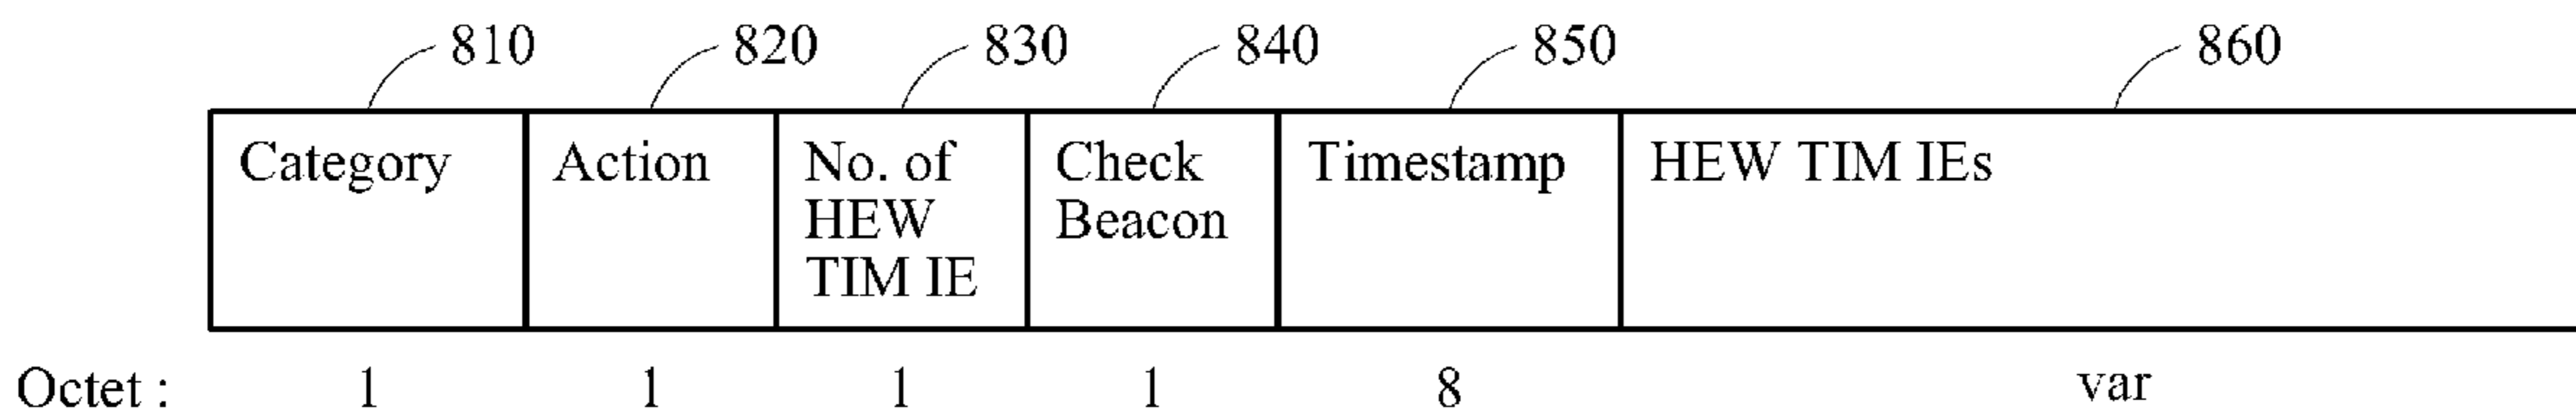 810 820 830 840 850 860
Category Action No. of Check Timestamp HEW TIM IEs
HEW Beacon
TIM IE
Octet : 1 1 1 1 8 var